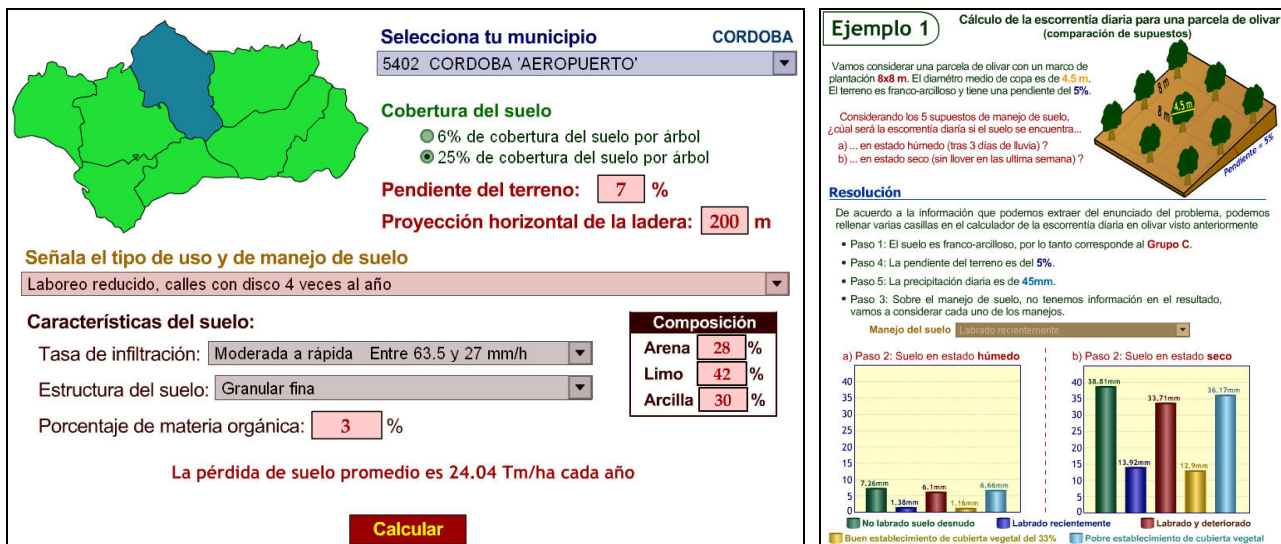 Selecciona tu municipio CORDOBA
5402 CORDOBA 'AEROPUERTO'
Cobertura del suelo
6% de cobertura del suelo por árbol
25% de cobertura del suelo por árbol
Pendiente del terreno: 7 %
Proyección horizontal de la ladera: 200 m
Señala el tipo de uso y de manejo de suelo
Laboreo reducido, calles con disco 4 veces al año
Características del suelo:
Tasa de infiltración: Moderada a rápida Entre 63.5 y 27 mm/h
Estructura del suelo: Granular fina
Porcentaje de materia orgánica: 3 %
Composición
Arena 28 %
Limo 42 %
Arcilla 30 %
La pérdida de suelo promedio es 24.04 Tm/ha cada año
Calcular
Ejemplo 1
Cálculo de la escorrentía diaria para una parcela de olivar
(comparación de supuestos)
Vamos considerar una parcela de olivar con un marco de
plantación 8x8 m. El diamétro medio de copa es de 4.5 m.
El terreno es franco-arcilloso y tiene una pendiente del 5%.
Considerando los 5 supuestos de manejo de suelo,
¿cúal será la escorrentía diaría si el suelo se encuentra...
a) ... en estado húmedo (tras 3 días de lluvia) ?
b) ... en estado seco (sin llover en las ultima semana) ?
8 m
8 m
4.5 m
Pendiente = 5%
Resolución
De acuerdo a la información que podemos extraer del enunciado del problema, podemos
rellenar varias casillas en el calculador de la escorrentía diaria en olivar visto anteriormente
• Paso 1: El suelo es franco-arcilloso, por lo tanto corresponde al Grupo C.
• Paso 4: La pendiente del terreno es del 5%.
• Paso 5: La precipitación diaria es de 45mm.
• Paso 3: Sobre el manejo de suelo, no tenemos información en el resultado,
vamos a considerar cada uno de los manejos.
Manejo del suelo Labrado recientemente
a) Paso 2: Suelo en estado húmedo
40
35
30
25
20
15
10
5
0
7.26mm
1.38mm
6.1mm
1.16mm
6.66mm
b) Paso 2: Suelo en estado seco
40
35
30
25
20
15
10
5
0
38.81mm
13.92mm
33.71mm
12.9mm
36.17mm
No labrado suelo desnudo Labrado recientemente Labrado y deteriorado
Buen establecimiento de cubierta vegetal del 33% Pobre establecimiento de cubierta vegetal